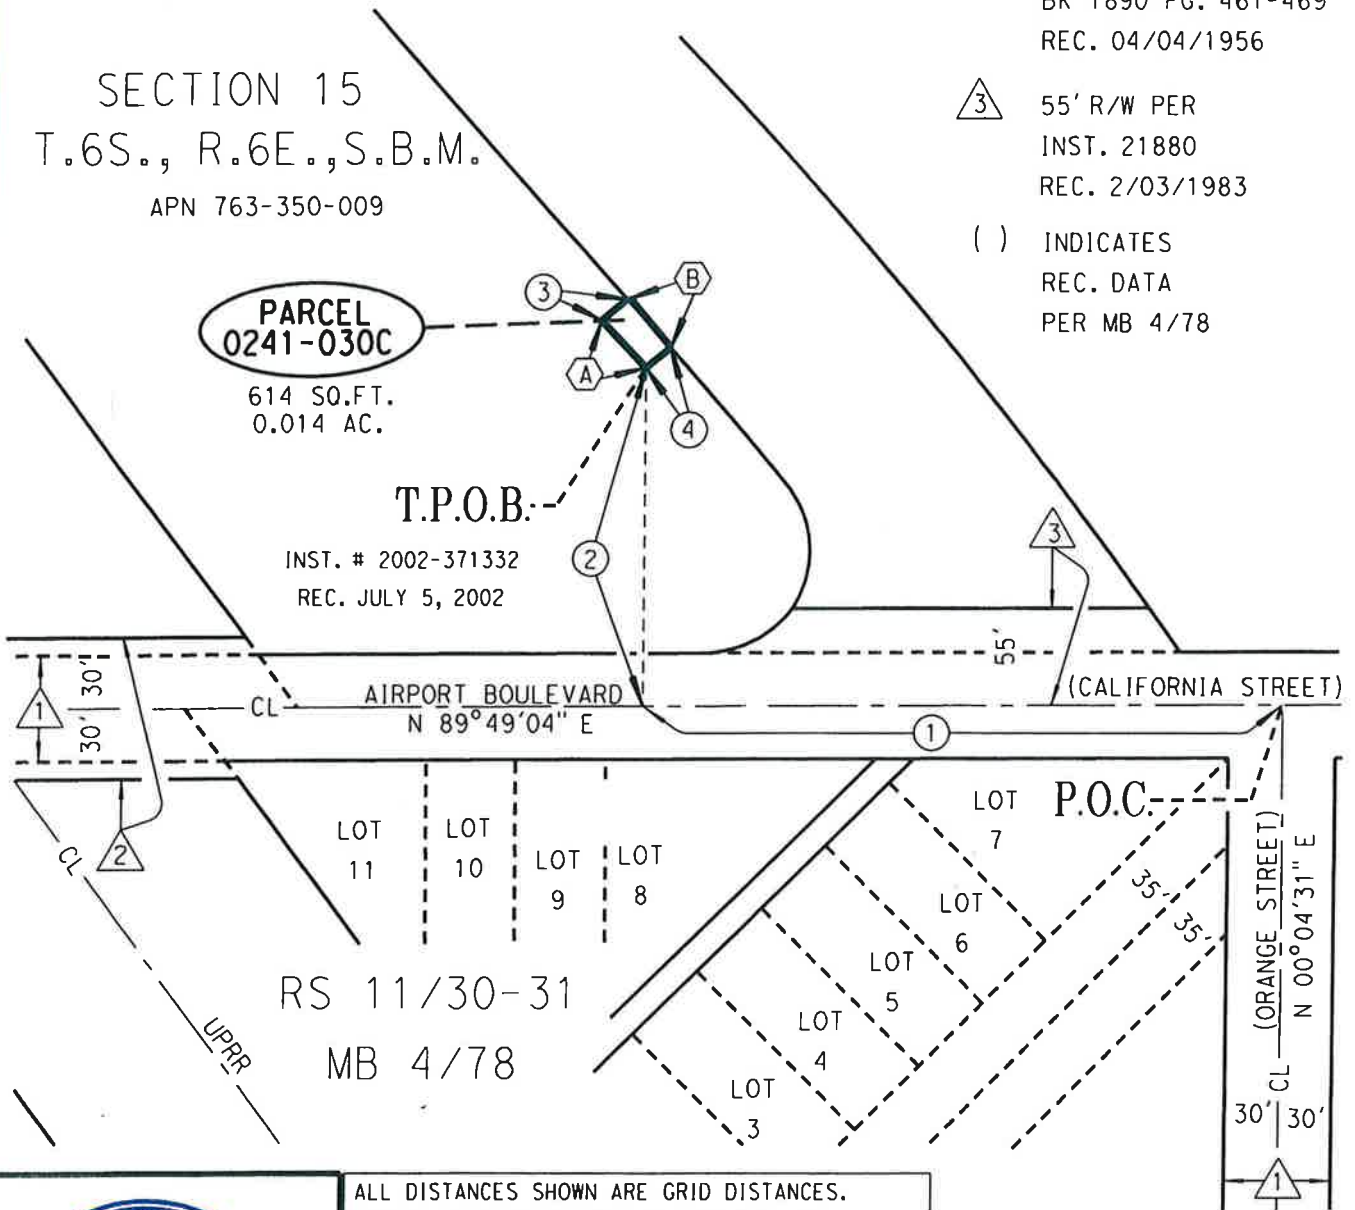 BK 1890 PG. 461-469
REC. 04/04/1956
SECTION 15
T.6S., R.6E.,S.B.M.
APN 763-350-009
3
55' R/W PER
INST. 21880
REC. 2/03/1983
( ) INDICATES
REC. DATA
PER MB 4/78
3
B
PARCEL
0241-030C
614 SQ.FT.
0.014 AC.
A
4
T.P.O.B.
INST. # 2002-371332
REC. JULY 5, 2002
2
3
55'
1
30'
30'
CL
AIRPORT BOULEVARD
N 89°49'04" E
(CALIFORNIA STREET)
1
P.O.C.
2
CL
UPRR
LOT
11
LOT
10
LOT
9
LOT
8
LOT
7
LOT
6
LOT
5
LOT
4
LOT
3
35'
35'
(ORANGE STREET)
N 00°04'31" E
CL
30'
30'
1
RS 11/30-31
MB 4/78
ALL DISTANCES SHOWN ARE GRID DISTANCES.